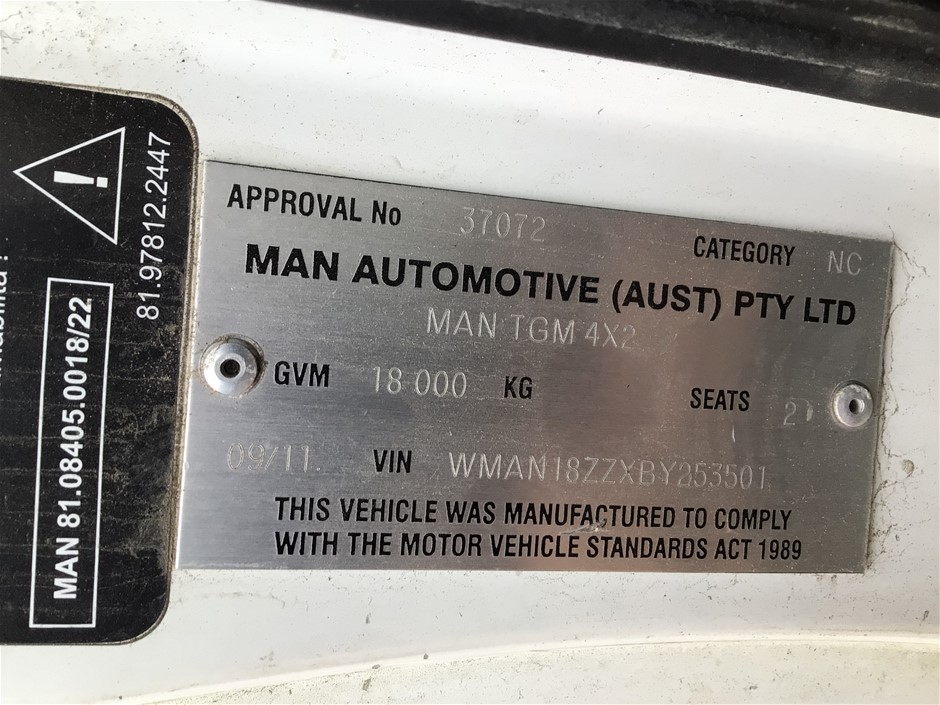 81.97812.2447
MAN 81.08405.0018/22
APPROVAL No 37072 CATEGORY NC
MAN AUTOMOTIVE (AUST) PTY LTD
MAN TGM 4X2
GVM 18 000 KG SEATS 2
09/11. VIN WMAN18ZZXBY253501
THIS VEHICLE WAS MANUFACTURED TO COMPLY
WITH THE MOTOR VEHICLE STANDARDS ACT 1989